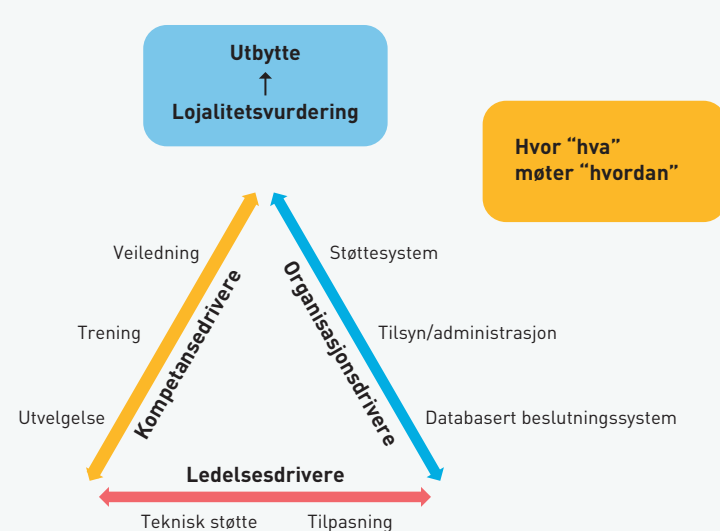 Utbytte
↑
Lojalitetsvurdering
Hvor “hva”
møter “hvordan”
Veiledning
Trening
Utvelgelse
Kompetansedrivere
Organisasjonsdrivere
Støttesystem
Tilsyn/administrasjon
Databasert beslutningssystem
Ledelsesdrivere
Teknisk støtte
Tilpasning